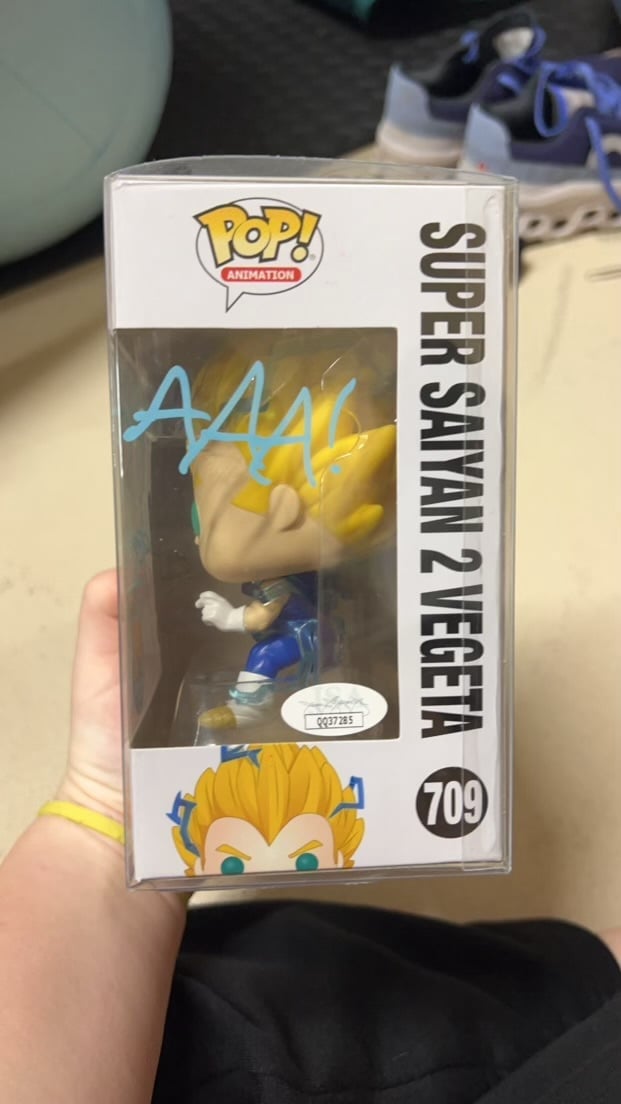 POP!
ANIMATION
AAA!
SUPER SAIYAN 2 VEGETA
709
QQ37285